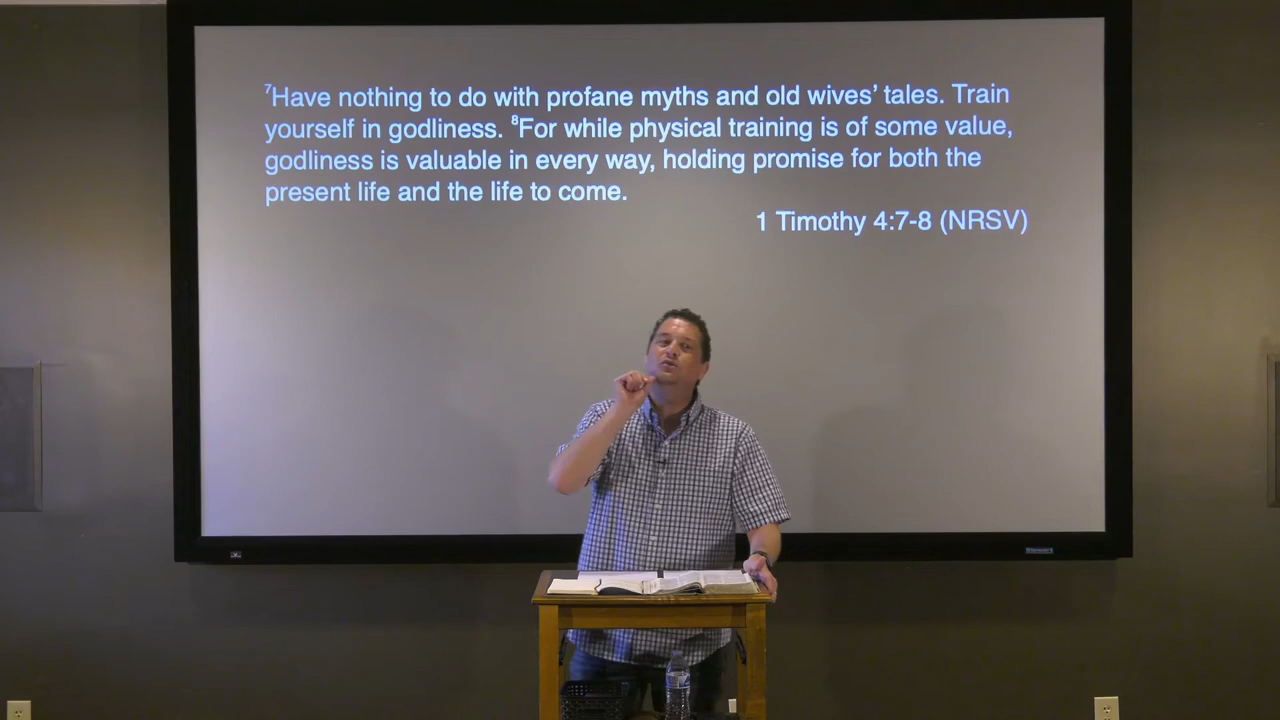 ⁷Have nothing to do with profane myths and old wives’ tales. Train
yourself in godliness. ⁸For while physical training is of some value,
godliness is valuable in every way, holding promise for both the
present life and the life to come.
1 Timothy 4:7-8 (NRSV)